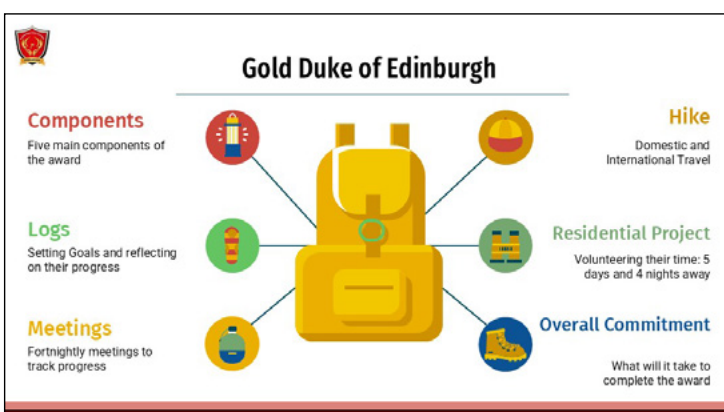 Gold Duke of Edinburgh
Components
Five main components of
the award
Logs
Setting Goals and reflecting
on their progress
Meetings
Fortnightly meetings to
track progress
Hike
Domestic and
International Travel
Residential Project
Volunteering their time: 5
days and 4 nights away
Overall Commitment
What will it take to
complete the award